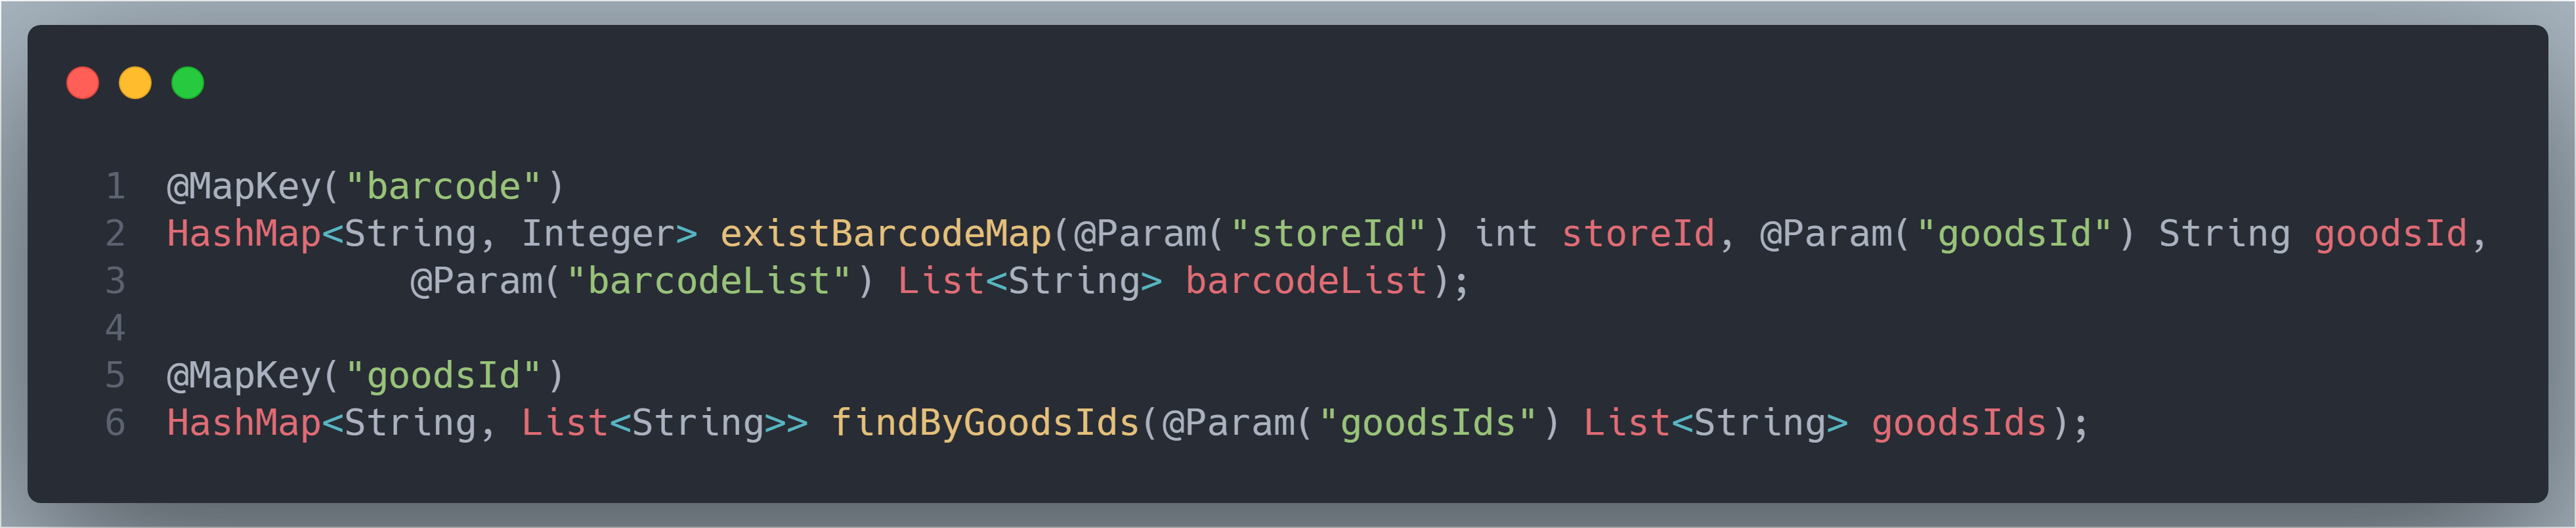 1 @MapKey("barcode")
2 HashMap<String, Integer> existBarcodeMap(@Param("storeId") int storeId, @Param("goodsId") String goodsId,
3 @Param("barcodeList") List<String> barcodeList);
4
5 @MapKey("goodsId")
6 HashMap<String, List<String>> findByGoodsIds(@Param("goodsIds") List<String> goodsIds);